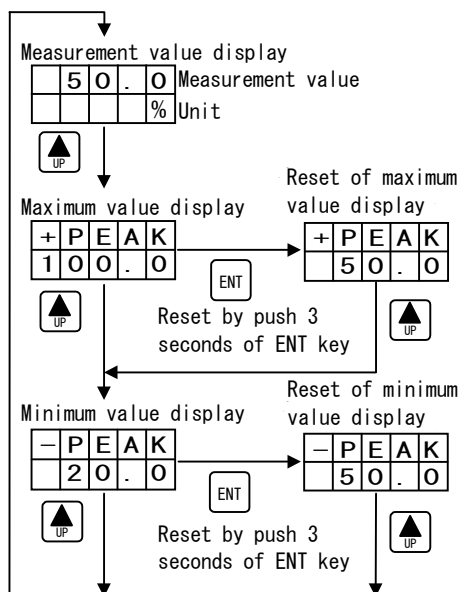 Measurement value display
50.0 Measurement value
% Unit
UP
Reset of maximum
value display
Maximum value display
+PEAK
100.0
ENT
+PEAK
50.0
UP
Reset by push 3
seconds of ENT key
UP
Reset of minimum
value display
Minimum value display
-PEAK
20.0
ENT
-PEAK
50.0
UP
Reset by push 3
seconds of ENT key
UP